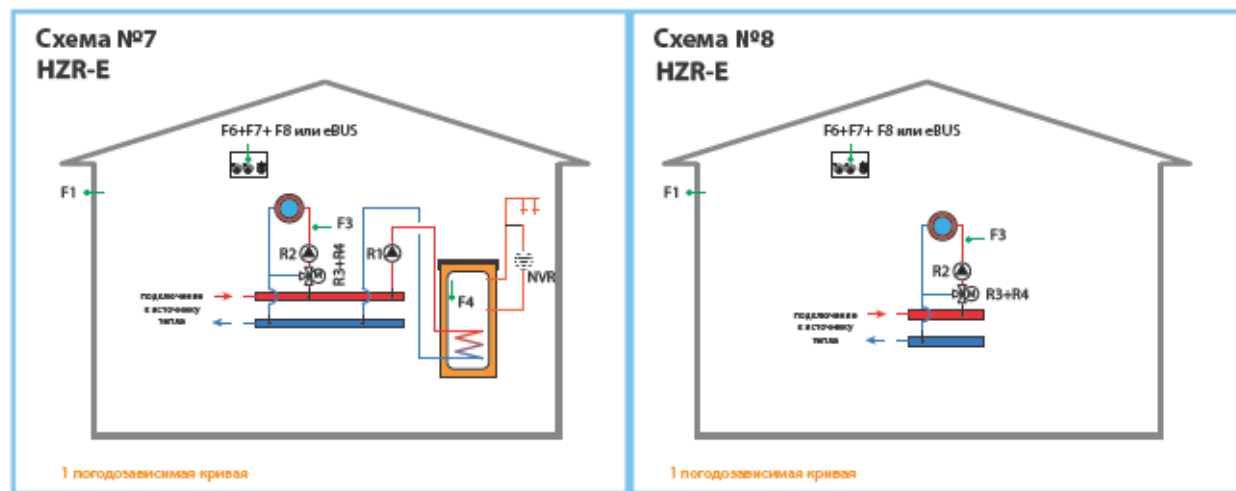 Схема №7
HZR-E
F6+F7+ F8 или eBUS
F1
F3
R2
R3+R4
R1
NVR
F4
M
подключение
к источнику
тепла
1 погодозависимая кривая
Схема №8
HZR-E
F6+F7+ F8 или eBUS
F1
F3
R2
M
R3+R4
подключение
к источнику
тепла
1 погодозависимая кривая